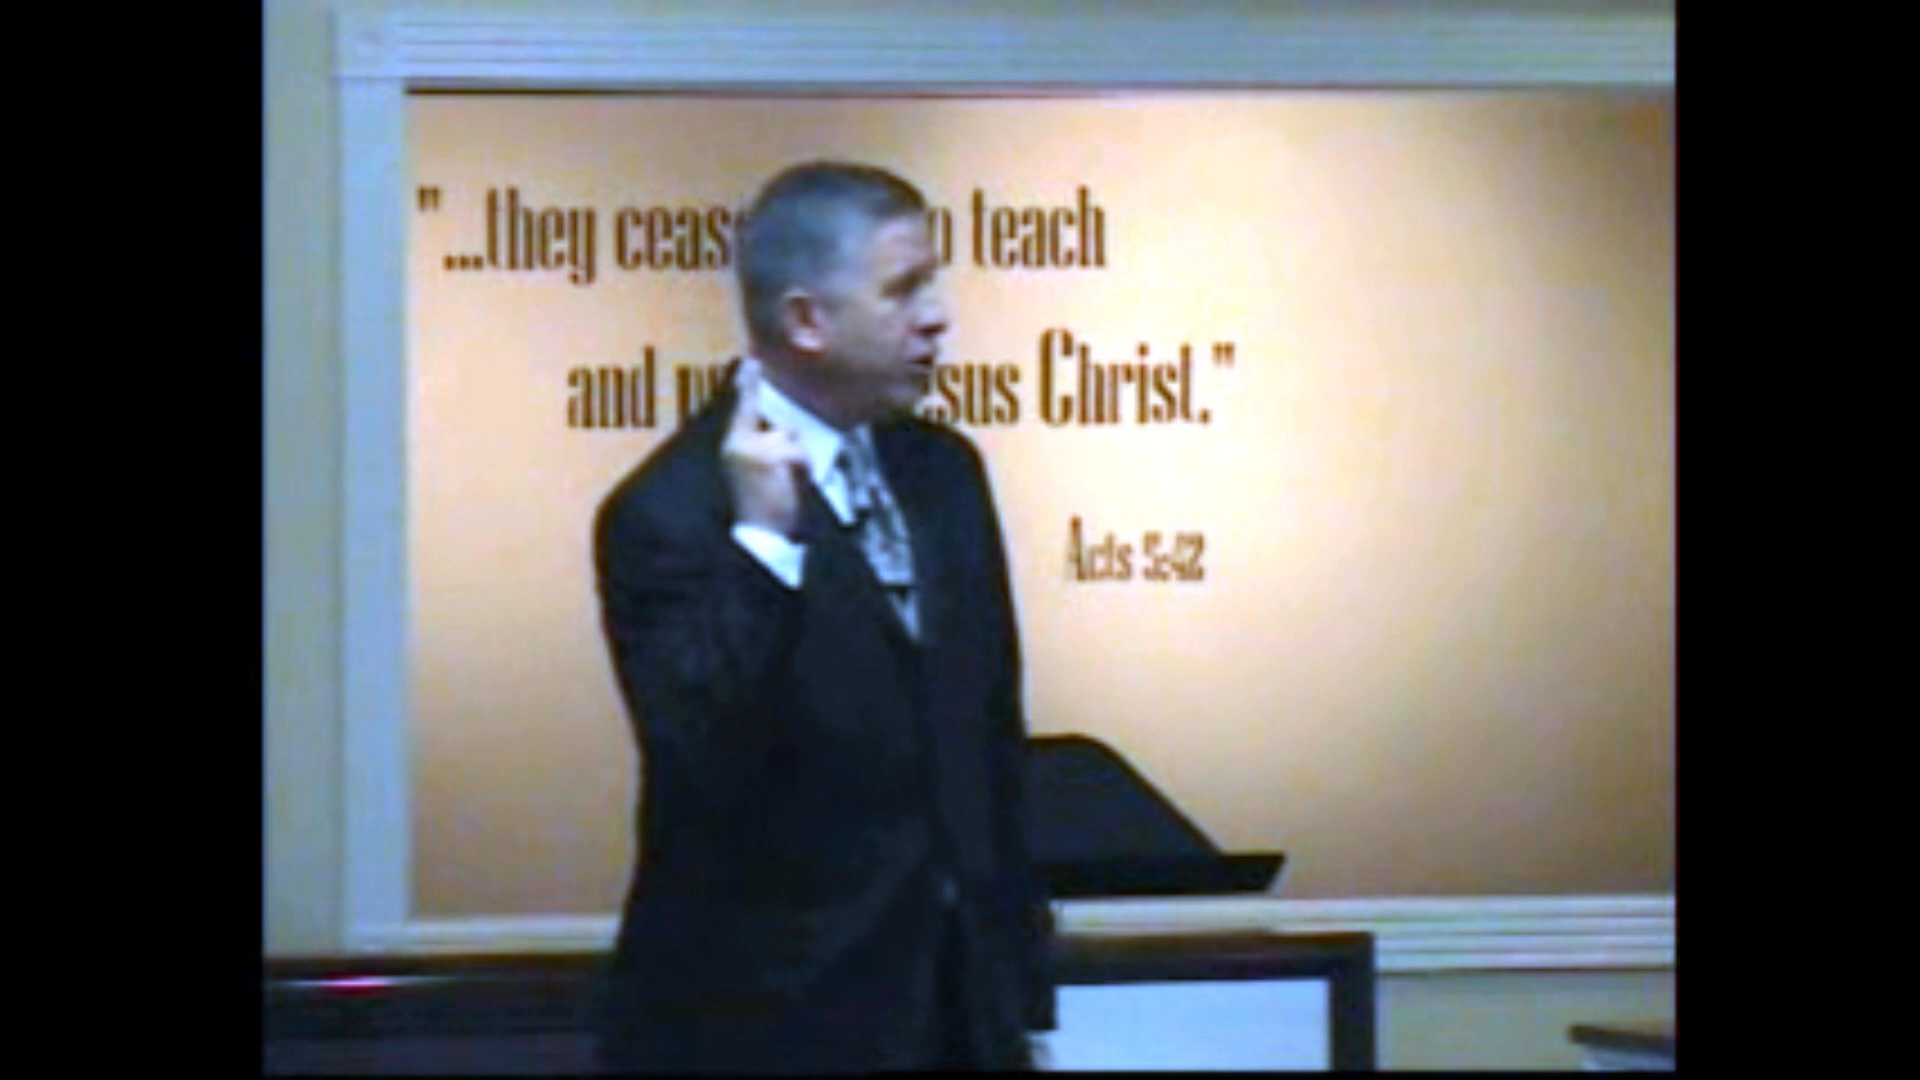 "...they ceas o teach
and p sus Christ."
Acts 5:42